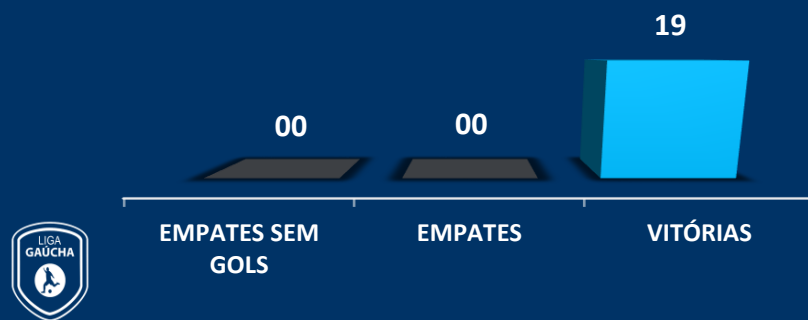 19
00
00
EMPATES SEM
GOLS
EMPATES
VITÓRIAS
LIGA
GAÚCHA